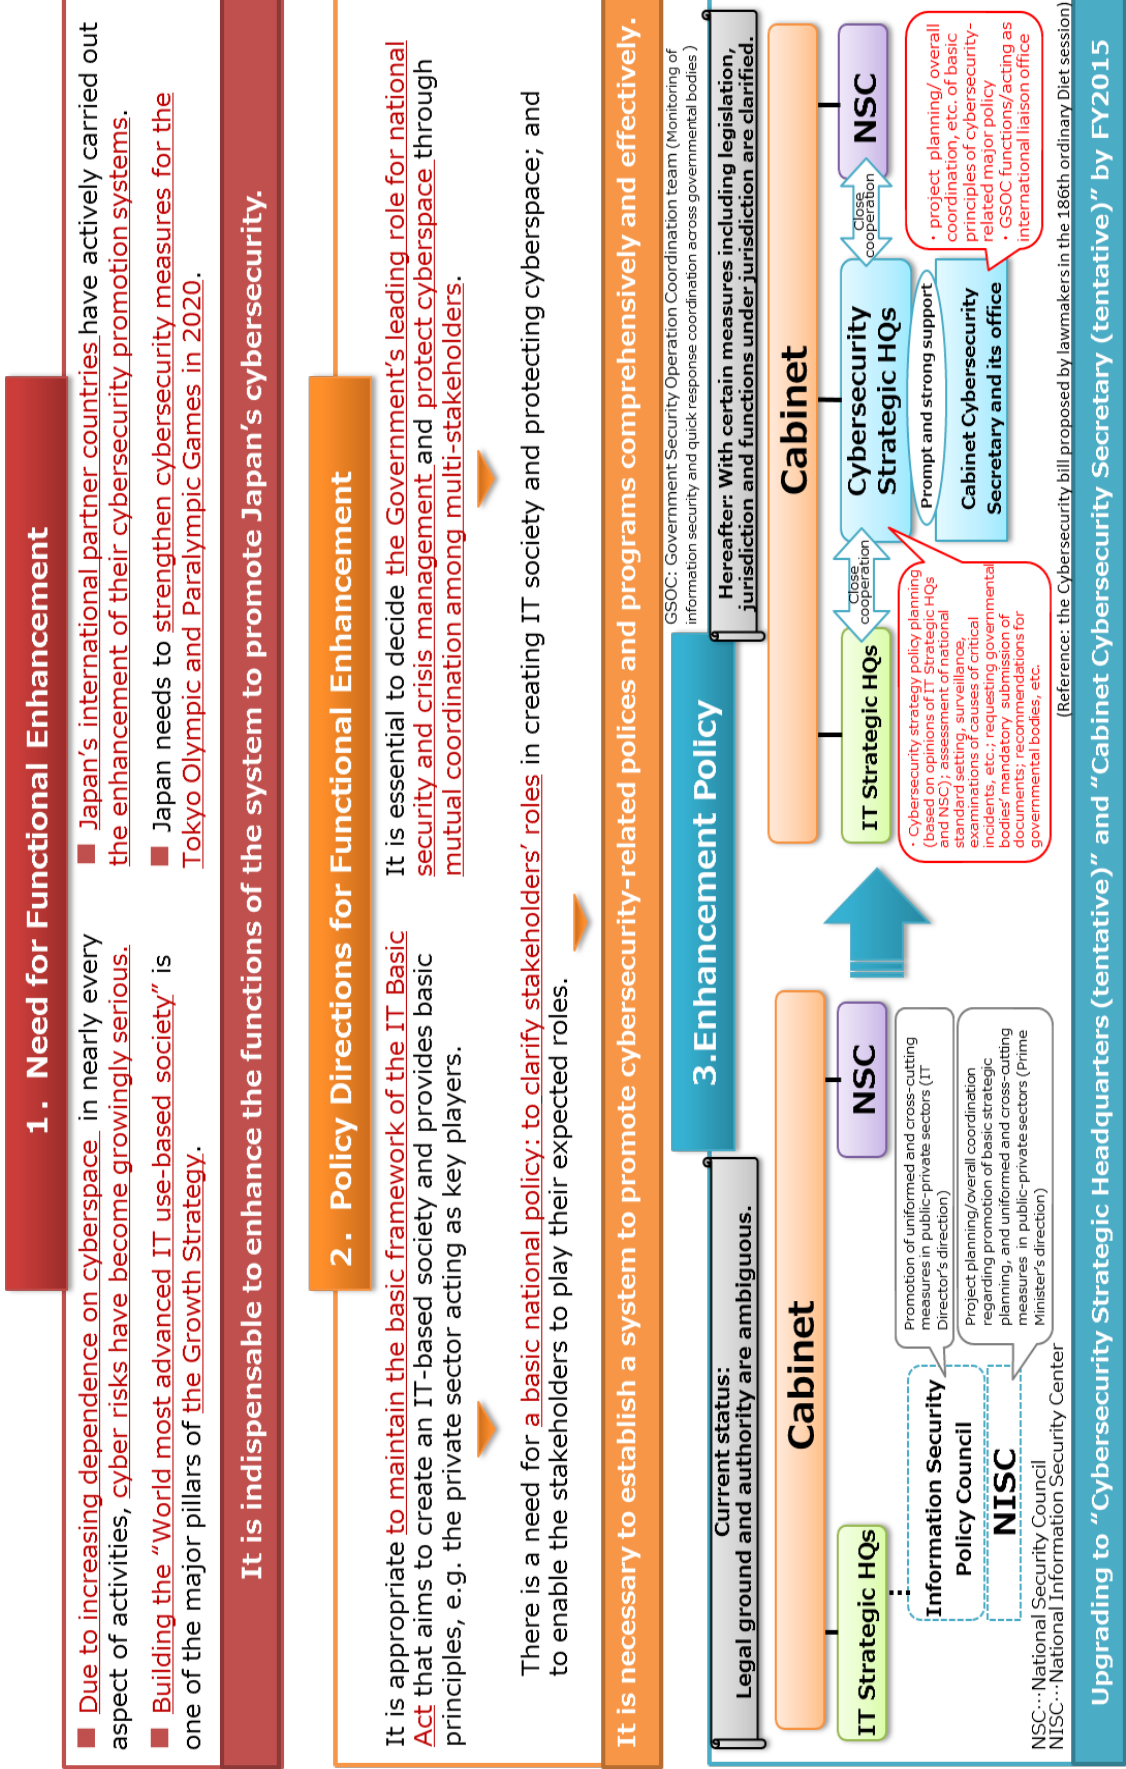 1. Need for Functional Enhancement
■ Due to increasing dependence on cyberspace in nearly every
aspect of activities, cyber risks have become growingly serious.
■ Building the “World most advanced IT use-based society” is
one of the major pillars of the Growth Strategy.
■ Japan’s international partner countries have actively carried out
the enhancement of their cybersecurity promotion systems.
■ Japan needs to strengthen cybersecurity measures for the
Tokyo Olympic and Paralympic Games in 2020.
It is indispensable to enhance the functions of the system to promote Japan’s cybersecurity.
2. Policy Directions for Functional Enhancement
It is appropriate to maintain the basic framework of the IT Basic
Act that aims to create an IT-based society and provides basic
principles, e.g. the private sector acting as key players.
It is essential to decide the Government’s leading role for national
security and crisis management and protect cyberspace through
mutual coordination among multi-stakeholders.
There is a need for a basic national policy: to clarify stakeholders’ roles in creating IT society and protecting cyberspace; and
to enable the stakeholders to play their expected roles.
It is necessary to establish a system to promote cybersecurity-related polices and programs comprehensively and effectively.
3.Enhancement Policy
GSOC: Government Security Operation Coordination team (Monitoring of
information security and quick response coordination across governmental bodies )
Current status:
Legal ground and authority are ambiguous.
Cabinet
IT Strategic HQs
NSC
Information Security
Policy Council
NISC
Promotion of uniformed and cross-cutting
measures in public-private sectors (IT
Director’s direction)
Project planning/overall coordination
regarding promotion of basic strategic
planning, and uniformed and cross-cutting
measures in public-private sectors (Prime
Minister’s direction)
NSC···National Security Council
NISC···National Information Security Center
Hereafter: With certain measures including legislation,
jurisdiction and functions under jurisdiction are clarified.
Cabinet
IT Strategic HQs
Close
cooperation
Cybersecurity
Strategic HQs
Close
cooperation
NSC
Prompt and strong support
Cabinet Cybersecurity
Secretary and its office
・Cybersecurity strategy policy planning
(based on opinions of IT Strategic HQs
and NSC); assessment of national
standard setting, surveillance,
examinations of causes of critical
incidents, etc.; requesting governmental
bodies’ mandatory submission of
documents; recommendations for
governmental bodies, etc.
・project planning/ overall
coordination, etc. of basic
principles of cybersecurity-
related major policy
・GSOC functions/acting as
international liaison office
(Reference: the Cybersecurity bill proposed by lawmakers in the 186th ordinary Diet session)
Upgrading to “Cybersecurity Strategic Headquarters (tentative)” and “Cabinet Cybersecurity Secretary (tentative)” by FY2015